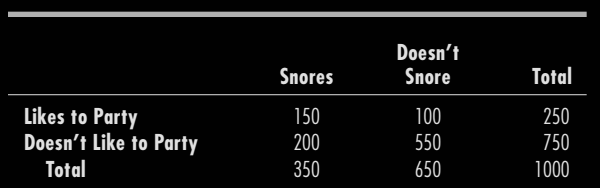 Doesn't
Snores Snore Total
Likes to Party 150 100 250
Doesn't Like to Party 200 550 750
Total 350 650 1000